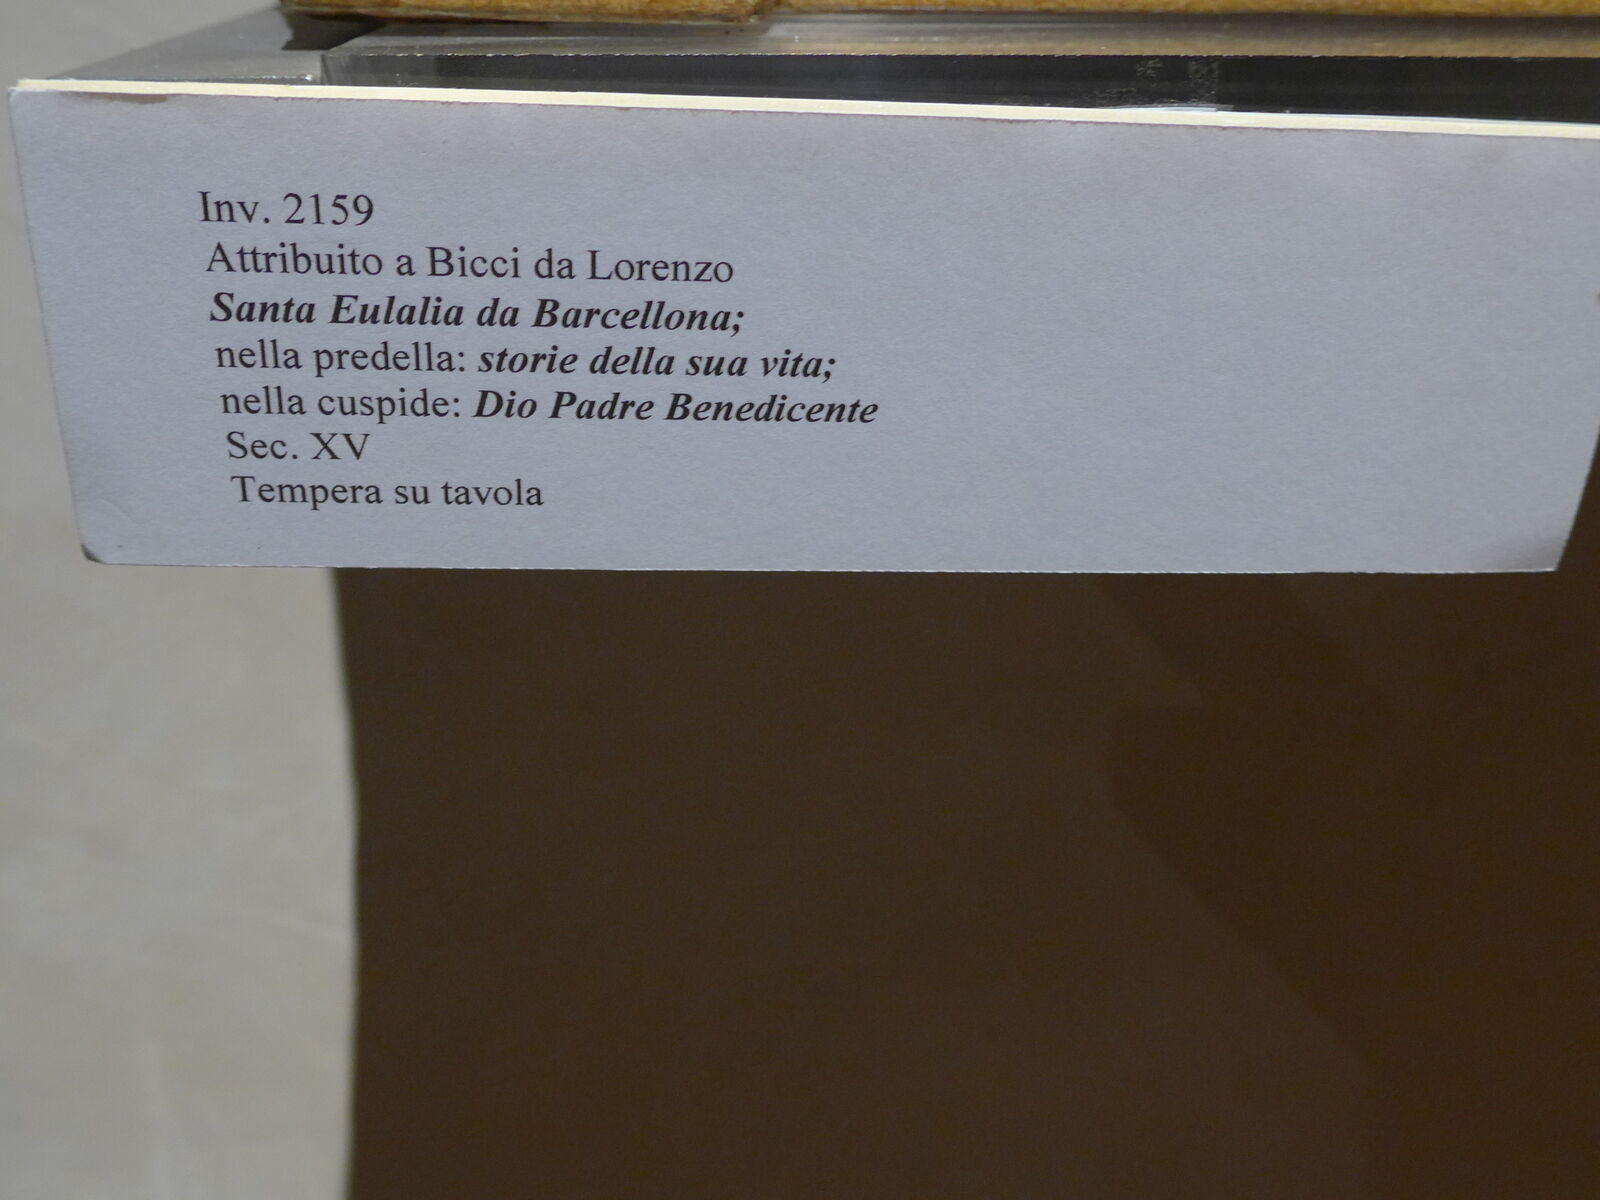 Inv. 2159
Attribuito a Bicci da Lorenzo
Santa Eulalia da Barcellona;
nella predella: storie della sua vita;
nella cuspide: Dio Padre Benedicente
Sec. XV
Tempera su tavola